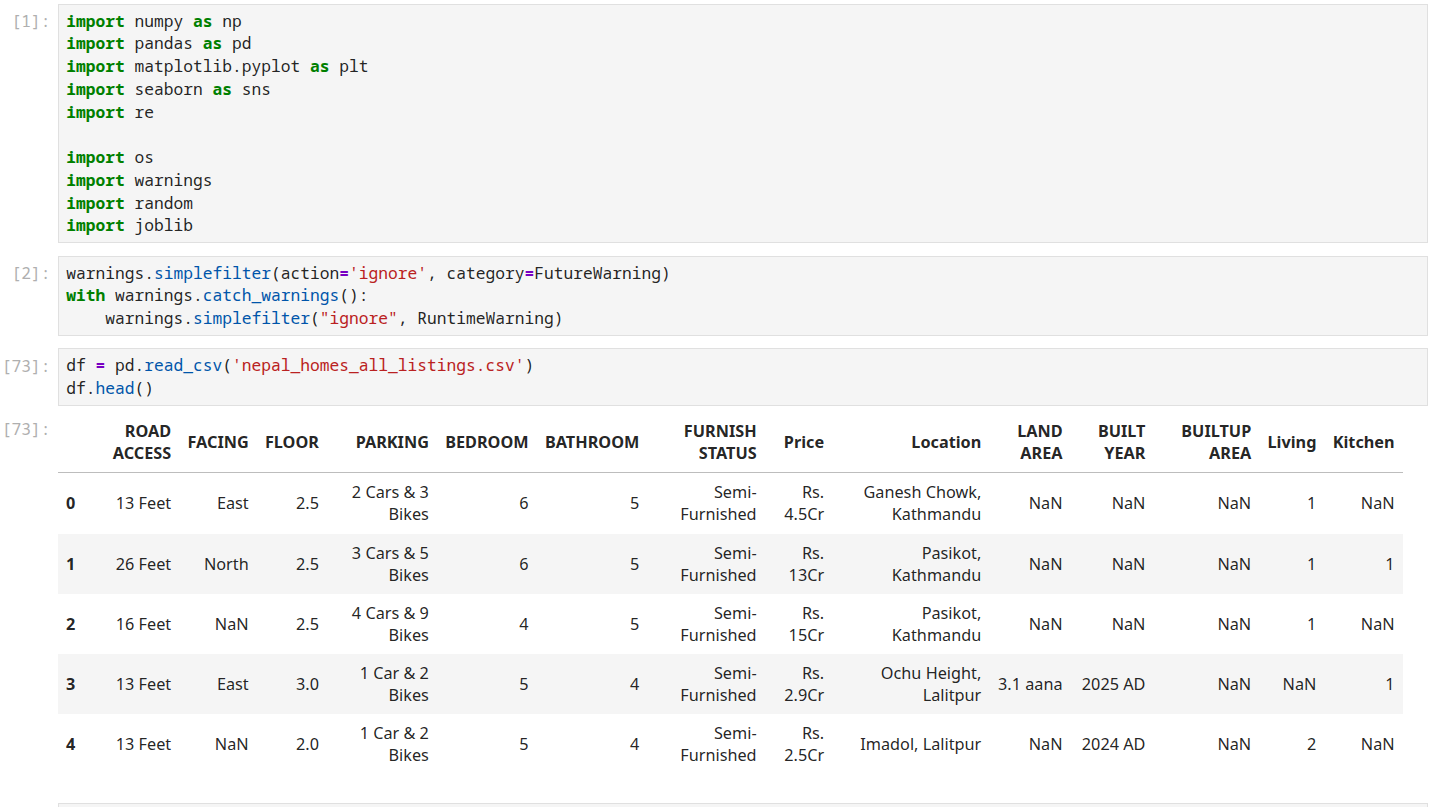 [1]:
import numpy as np
import pandas as pd
import matplotlib.pyplot as plt
import seaborn as sns
import re
import os
import warnings
import random
import joblib
[2]:
warnings.simplefilter(action='ignore', category=FutureWarning)
with warnings.catch_warnings():
    warnings.simplefilter("ignore", RuntimeWarning)
[73]:
df = pd.read_csv('nepal_homes_all_listings.csv')
df.head()
[73]:
ROAD ACCESS FACING FLOOR PARKING BEDROOM BATHROOM FURNISH STATUS Price Location LAND AREA BUILT YEAR BUILTUP AREA Living Kitchen
0 13 Feet East 2.5 2 Cars & 3 Bikes 6 5 Semi-Furnished Rs. 4.5Cr Ganesh Chowk, Kathmandu NaN NaN NaN 1 NaN
1 26 Feet North 2.5 3 Cars & 5 Bikes 6 5 Semi-Furnished Rs. 13Cr Pasikot, Kathmandu NaN NaN NaN 1 1
2 16 Feet NaN 2.5 4 Cars & 9 Bikes 4 5 Semi-Furnished Rs. 15Cr Pasikot, Kathmandu NaN NaN NaN 1 NaN
3 13 Feet East 3.0 1 Car & 2 Bikes 5 4 Semi-Furnished Rs. 2.9Cr Ochu Height, Lalitpur 3.1 aana 2025 AD NaN NaN 1
4 13 Feet NaN 2.0 1 Car & 2 Bikes 5 4 Semi-Furnished Rs. 2.5Cr Imadol, Lalitpur NaN 2024 AD NaN 2 NaN